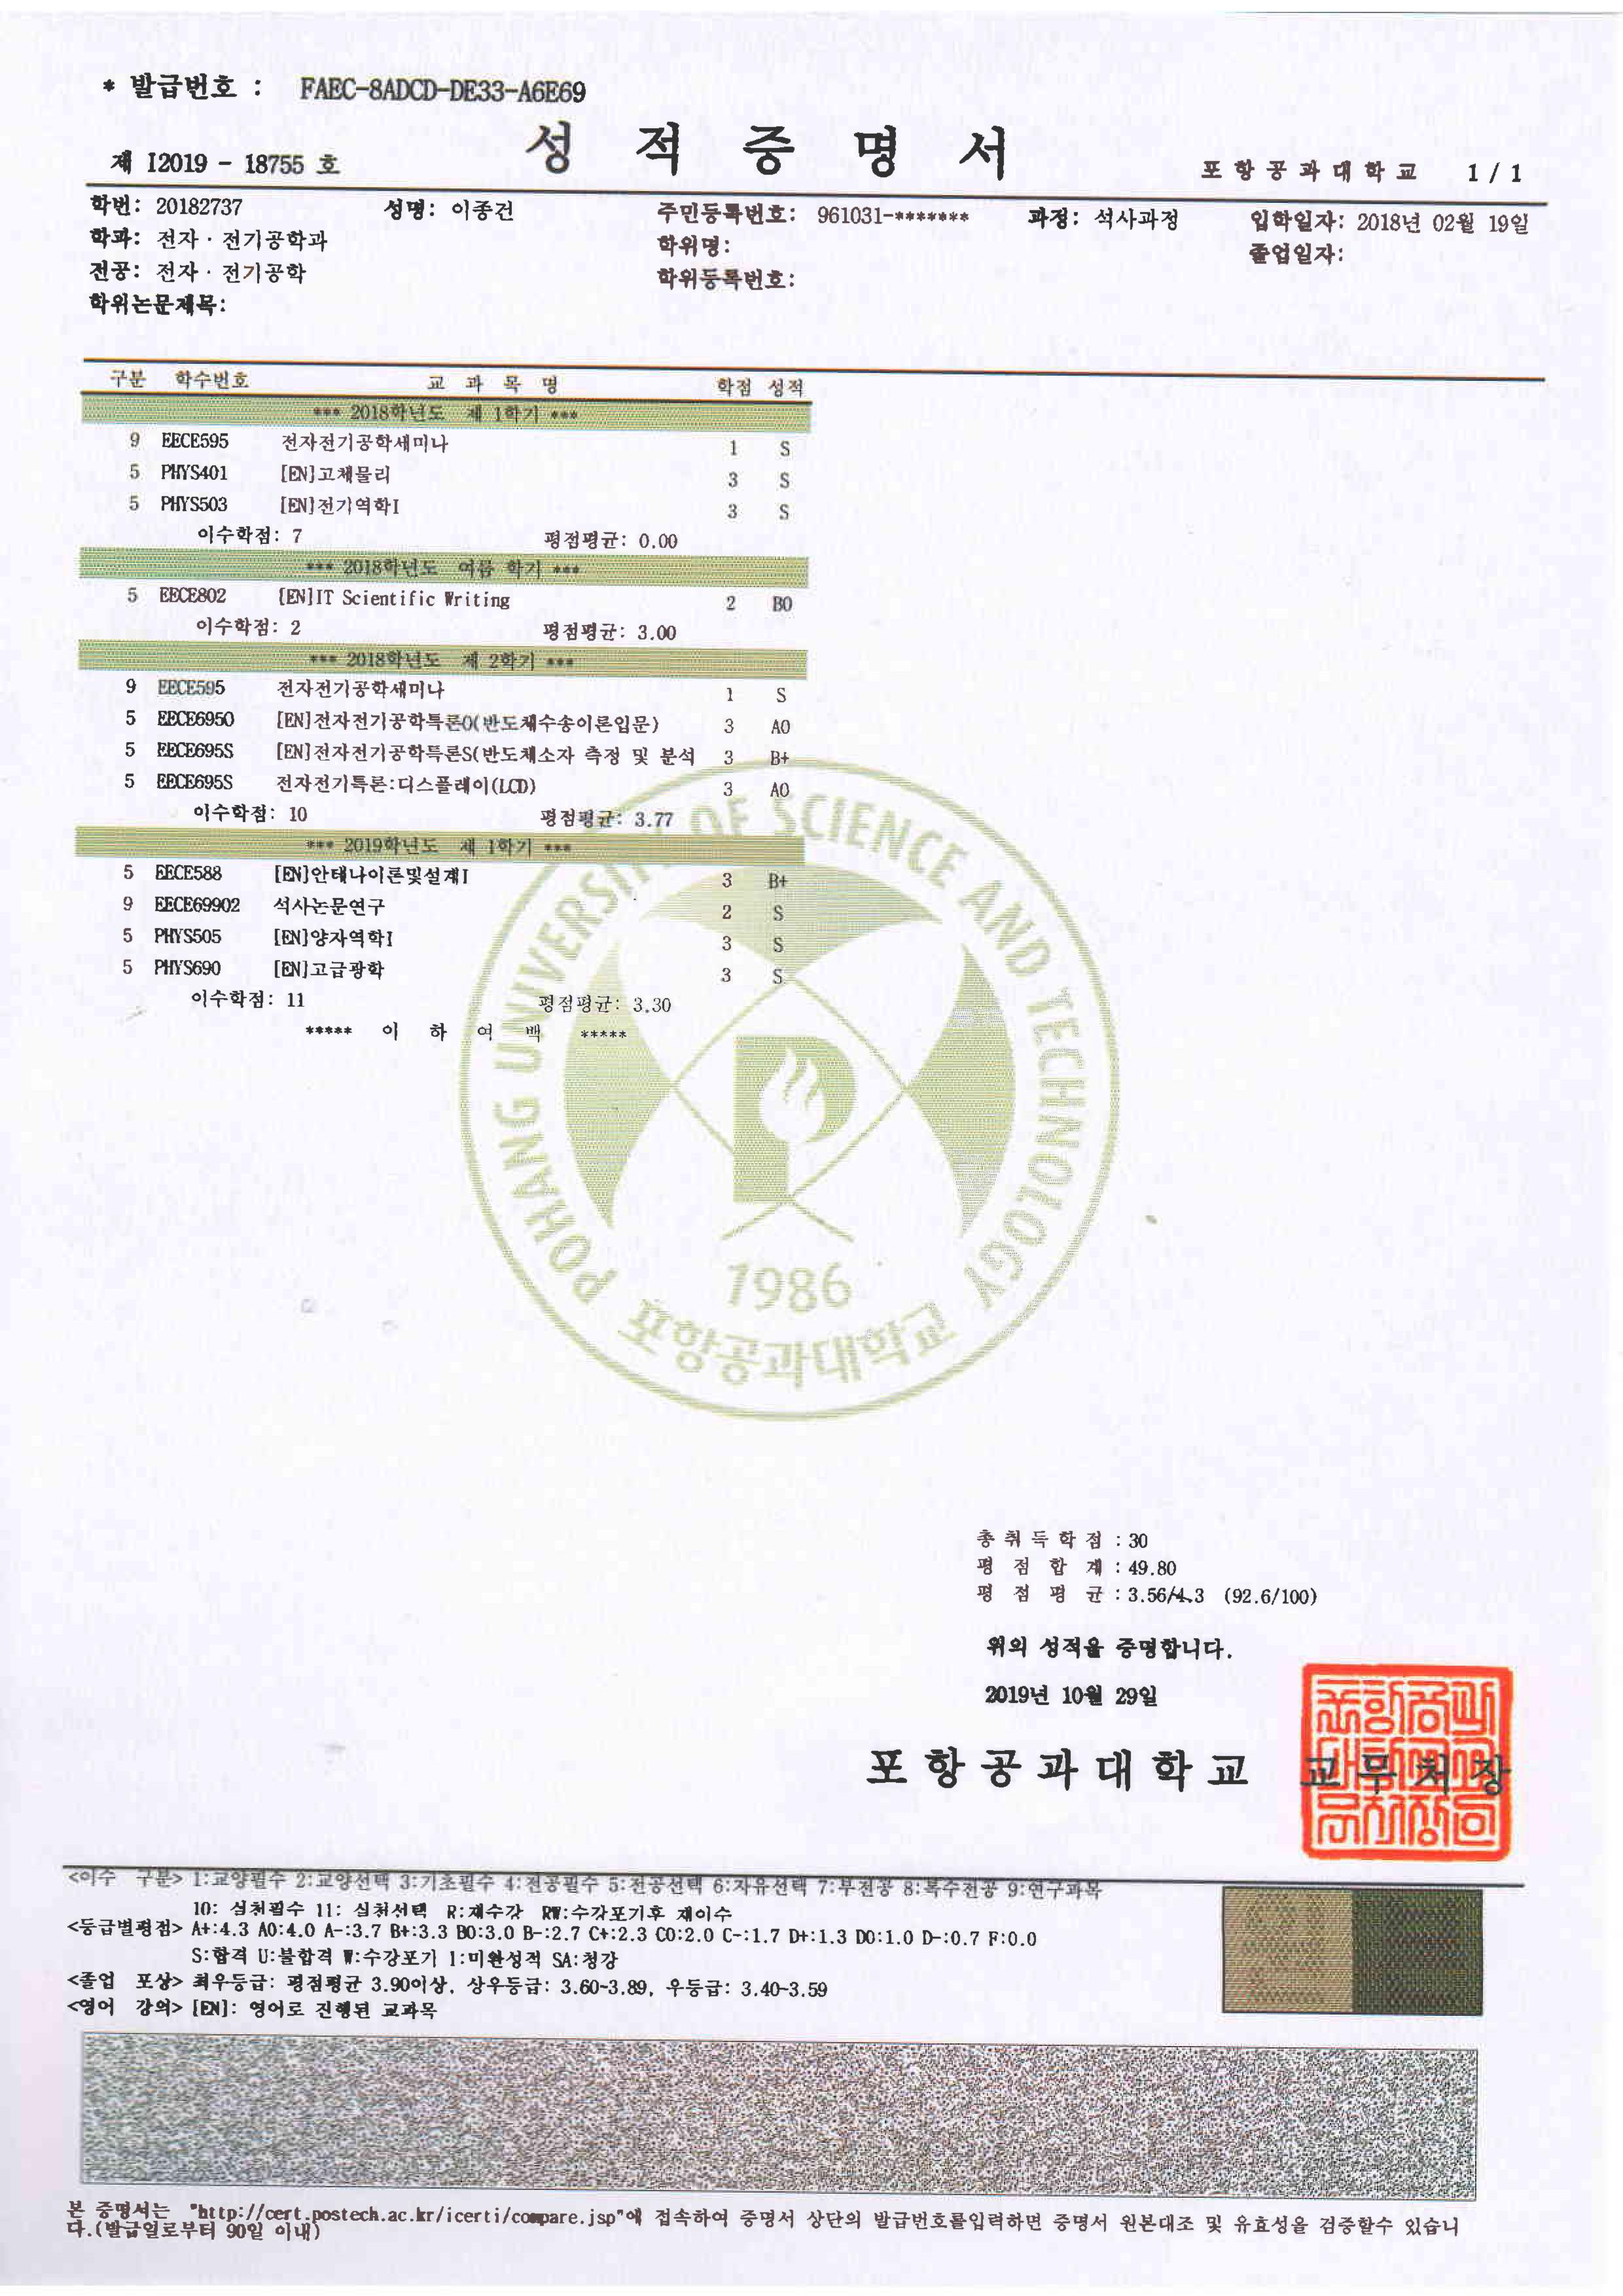 * 발급번호 : FAEC-8ADCD-DE33-A6E69
성 적 증 명 서
제 I2019 - 18755 호
포 항 공 과 대 학 교 1 / 1
학번: 20182737 성명: 이종건 주민등록번호: 961031-******* 과정: 석사과정 입학일자: 2018년 02월 19일
학과: 전자·전기공학과 학위명: 졸업일자:
전공: 전자·전기공학 학위등록번호:
학위논문제목:
구분 학수번호 교 과 목 명 학점 성적
*** 2018학년도 제 1학기 ***
9 EECE595 전자전기공학세미나 1 S
5 PHYS401 [EN]고체물리 3 S
5 PHYS503 [EN]전기역학I 3 S
이수학점: 7 평점평균: 0.00
*** 2018학년도 여름 학기 ***
5 EECE802 [EN]IT Scientific Writing 2 B0
이수학점: 2 평점평균: 3.00
*** 2018학년도 제 2학기 ***
9 EECE595 전자전기공학세미나 1 S
5 EECE695O [EN]전자전기공학특론O(반도체수송이론입문) 3 A0
5 EECE695S [EN]전자전기공학특론S(반도체소자 측정 및 분석 3 B+
5 EECE695S 전자전기특론:디스플레이(LCD) 3 A0
이수학점: 10 평점평균: 3.77
*** 2019학년도 제 1학기 ***
5 EECE588 [EN]안테나이론및설계I 3 B+
9 EECE69902 석사논문연구 2 S
5 PHYS505 [EN]양자역학I 3 S
5 PHYS690 [EN]고급광학 3 S
이수학점: 11 평점평균: 3.30
***** 이 하 여 백 *****
POHANG UNIVERSITY OF SCIENCE AND TECHNOLOGY
1986
포항공과대학교
총 취 득 학 점 : 30
평 점 합 계 : 49.80
평 점 평 균 : 3.56/4.3 (92.6/100)
위의 성적을 증명합니다.
2019년 10월 29일
포 항 공 과 대 학 교 교 무 처 장
<이수 구분> 1:교양필수 2:교양선택 3:기초필수 4:전공필수 5:전공선택 6:자유선택 7:부전공 8:복수전공 9:연구과목
10: 실천필수 11: 실천선택 R:재수강 RW:수강포기후 재이수
<등급별평점> A+:4.3 A0:4.0 A-:3.7 B+:3.3 B0:3.0 B-:2.7 C+:2.3 C0:2.0 C-:1.7 D+:1.3 D0:1.0 D-:0.7 F:0.0
S:합격 U:불합격 W:수강포기 I:미완성적 SA:청강
<졸업 포상> 최우등급: 평점평균 3.90이상, 상우등급: 3.60~3.89, 우등급: 3.40~3.59
<영어 강의> [EN]: 영어로 진행된 교과목
본 증명서는 "http://cert.postech.ac.kr/icerti/compare.jsp"에 접속하여 증명서 상단의 발급번호를입력하면 증명서 원본대조 및 유효성을 검증할수 있습니
다.(발급일로부터 90일 이내)